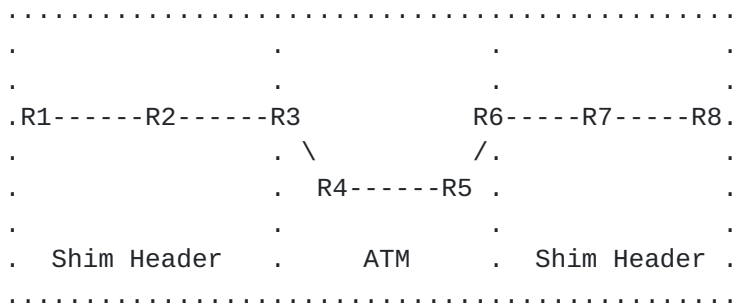 ................................................
.                 .             .              .
.                 .             .              .
.R1------R2------R3            R6-----R7-----R8.
.                 . \          /.              .
.                 .  R4------R5 .              .
.                 .             .              .
.  Shim Header    .     ATM     .  Shim Header .
................................................